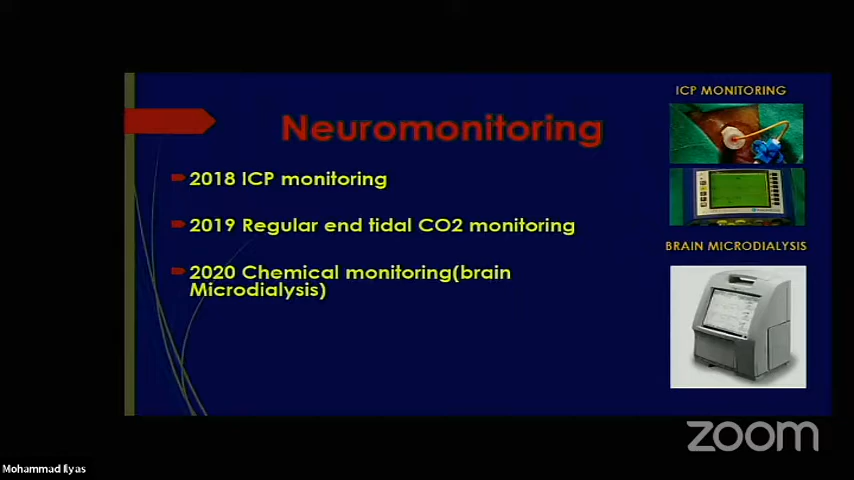 ICP MONITORING
Neuromonitoring
2018 ICP monitoring
2019 Regular end tidal CO2 monitoring
2020 Chemical monitoring(brain
Microdialysis)
BRAIN MICRODIALYSIS
zoom
Mohammad Ilyas